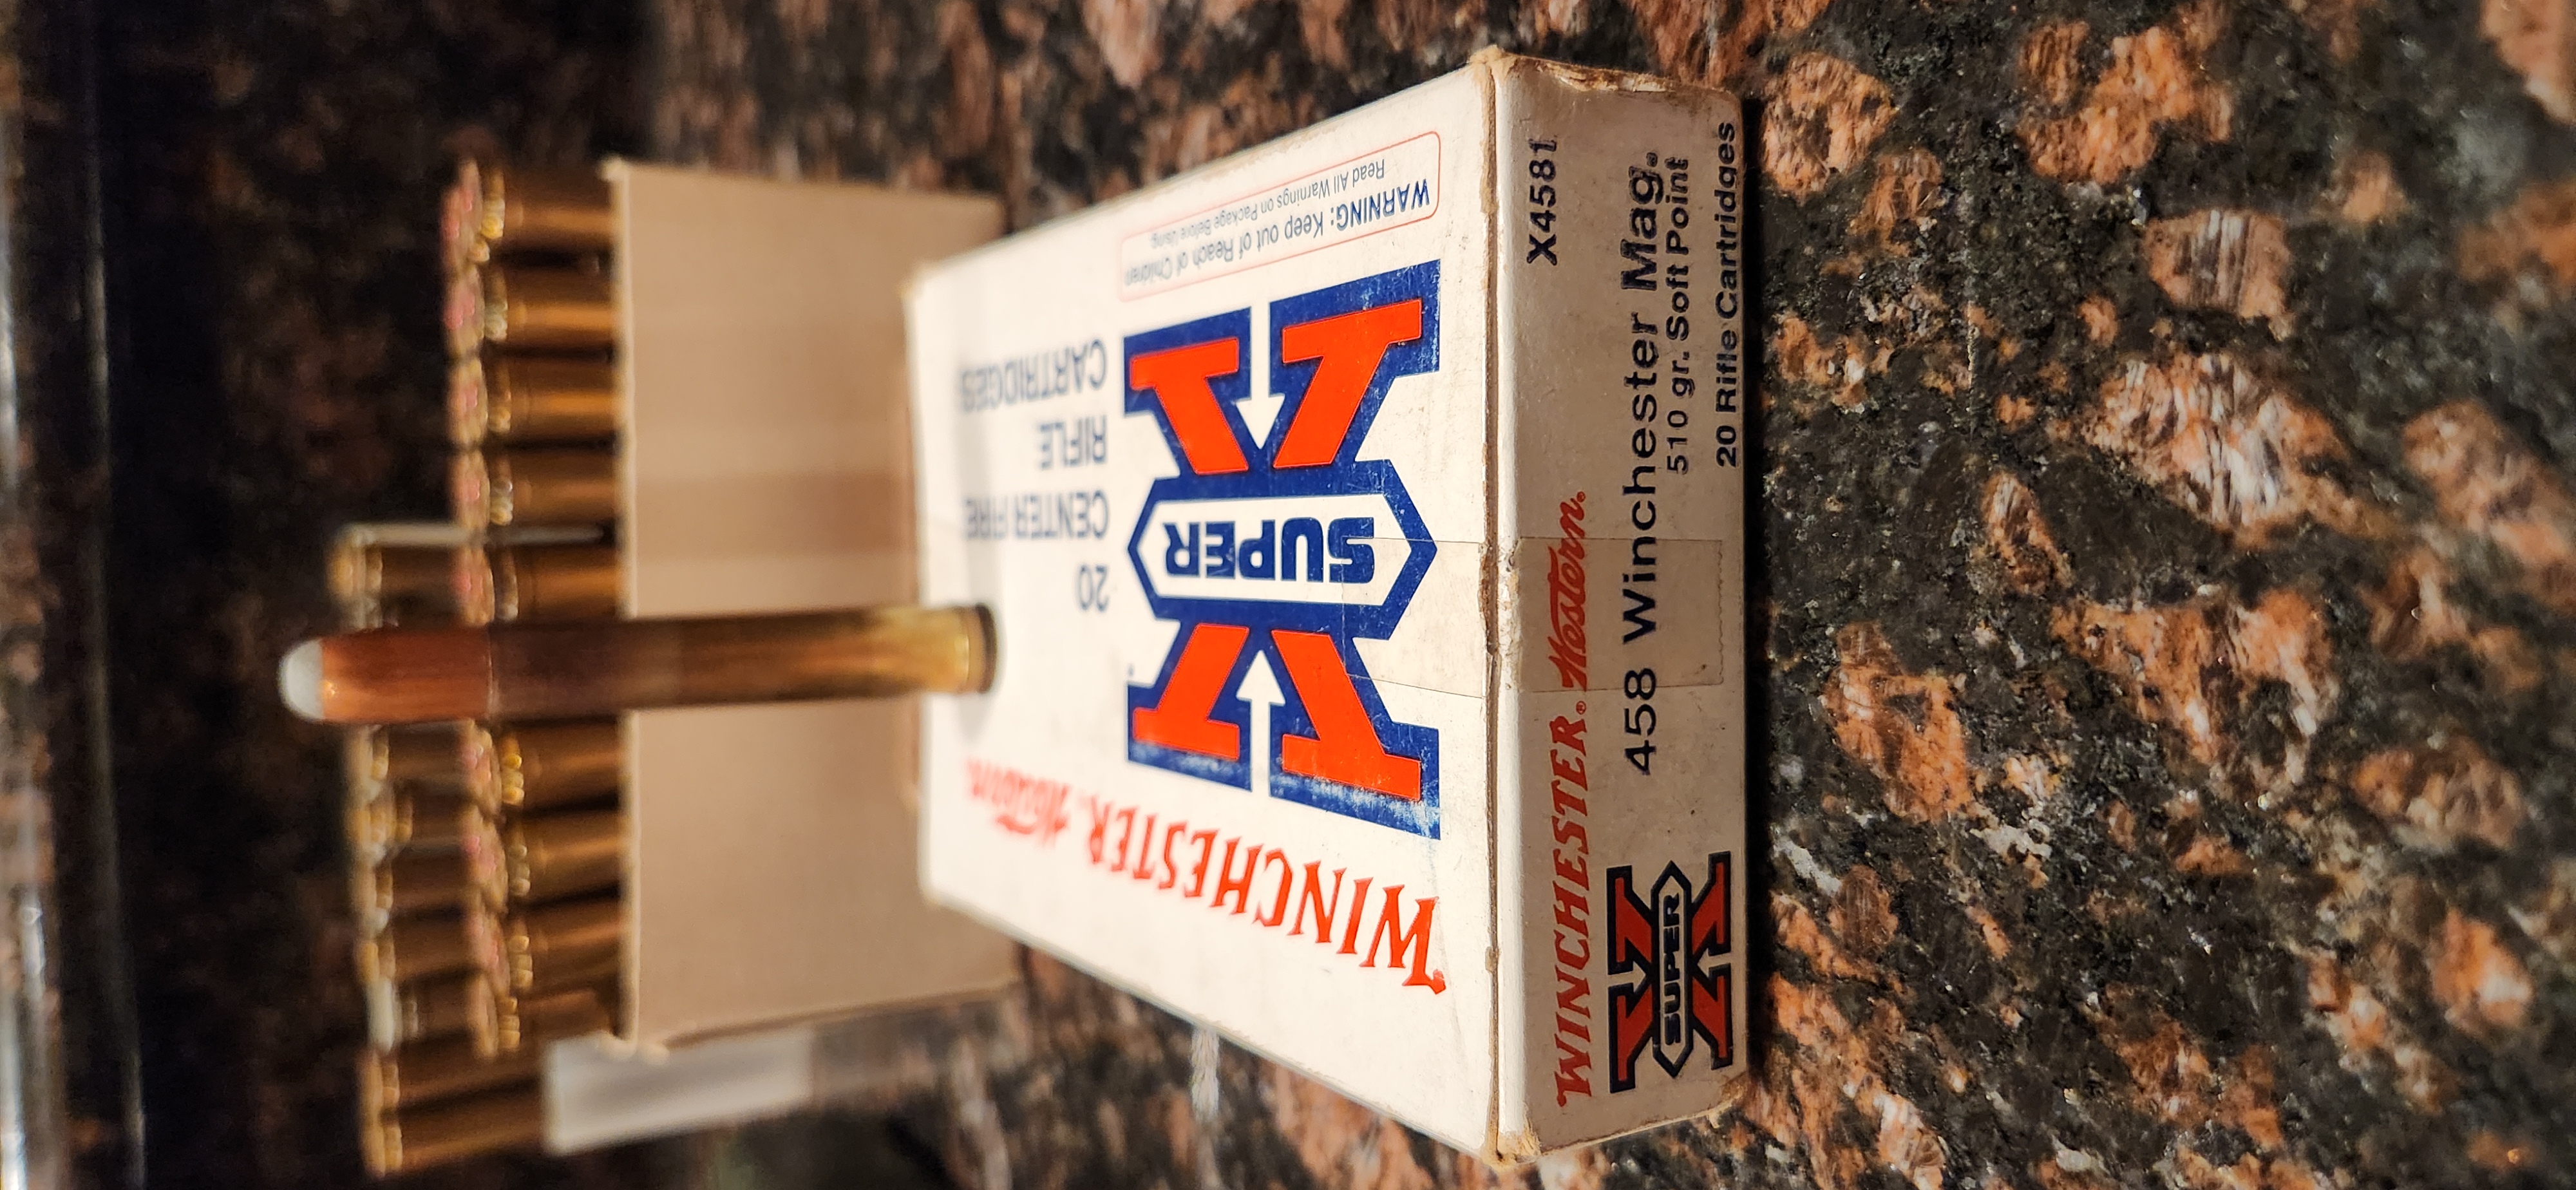 WINCHESTER® Western®
X4581
SUPER X
458 Winchester Mag.
510 gr. Soft Point
20 Rifle Cartridges
WINCHESTER® Western®
SUPER X
20
CENTER FIRE
RIFLE
CARTRIDGES
WARNING: Keep out of Reach of Children
Read All Warnings on Package Before Using.